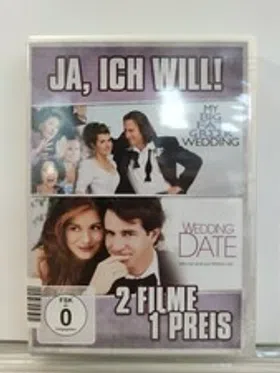 JA, ICH WILL!
MY
BIG
FAT
GREEK
WEDDING
WEDDING
DATE
FSK
0
2 FILME
1 PREIS